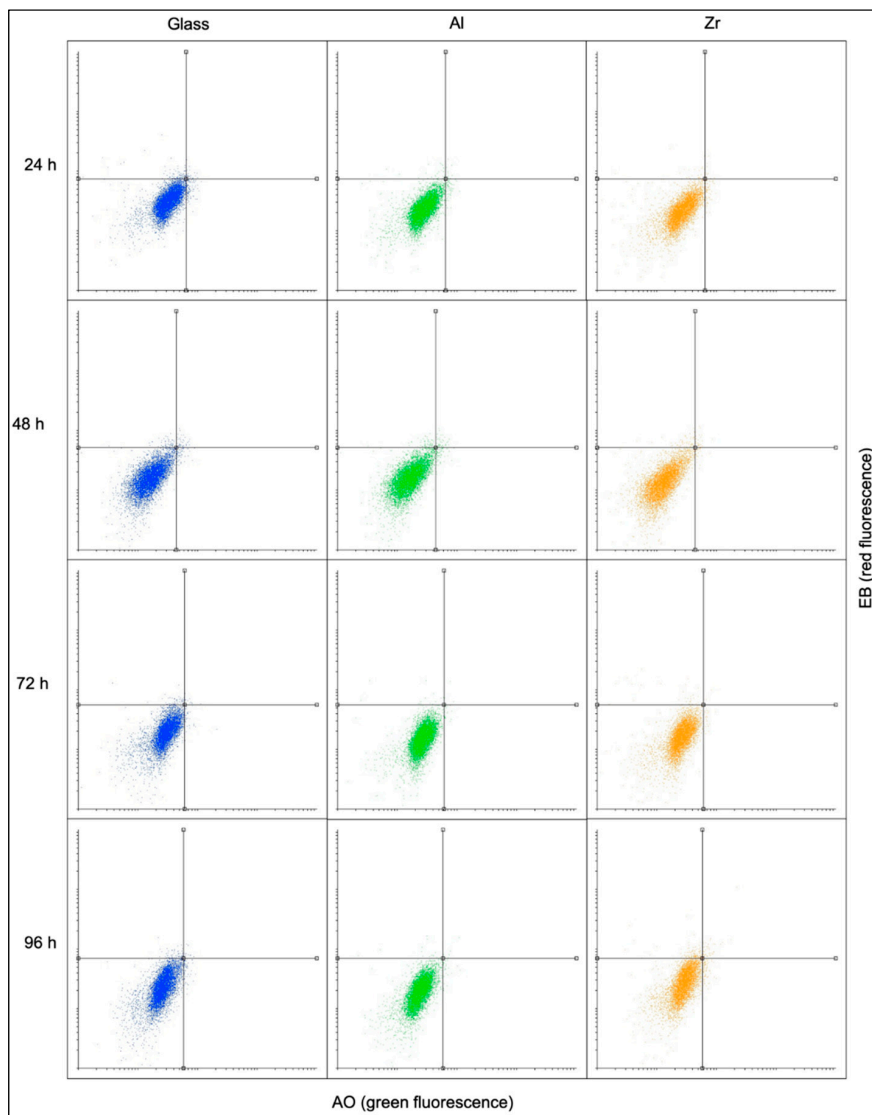 Glass Al Zr
24 h
48 h
72 h
96 h
EB (red fluorescence)
AO (green fluorescence)